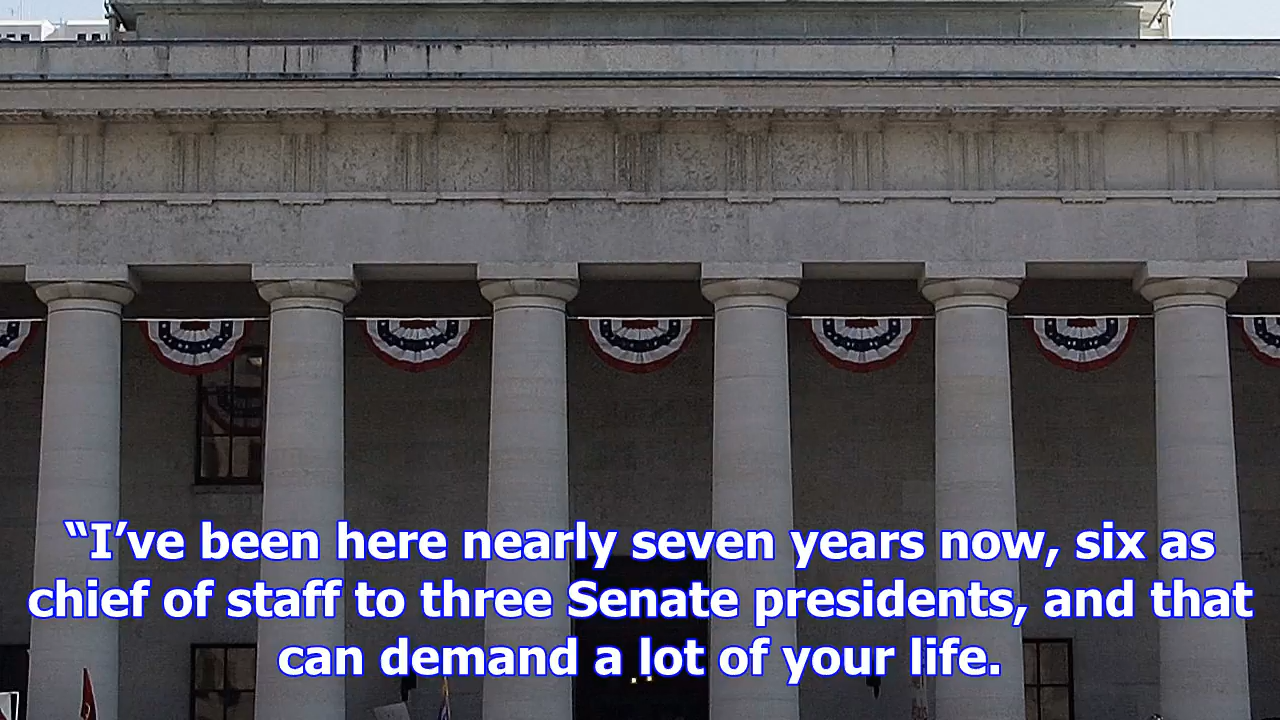 “I’ve been here nearly seven years now, six as
chief of staff to three Senate presidents, and that
can demand a lot of your life.